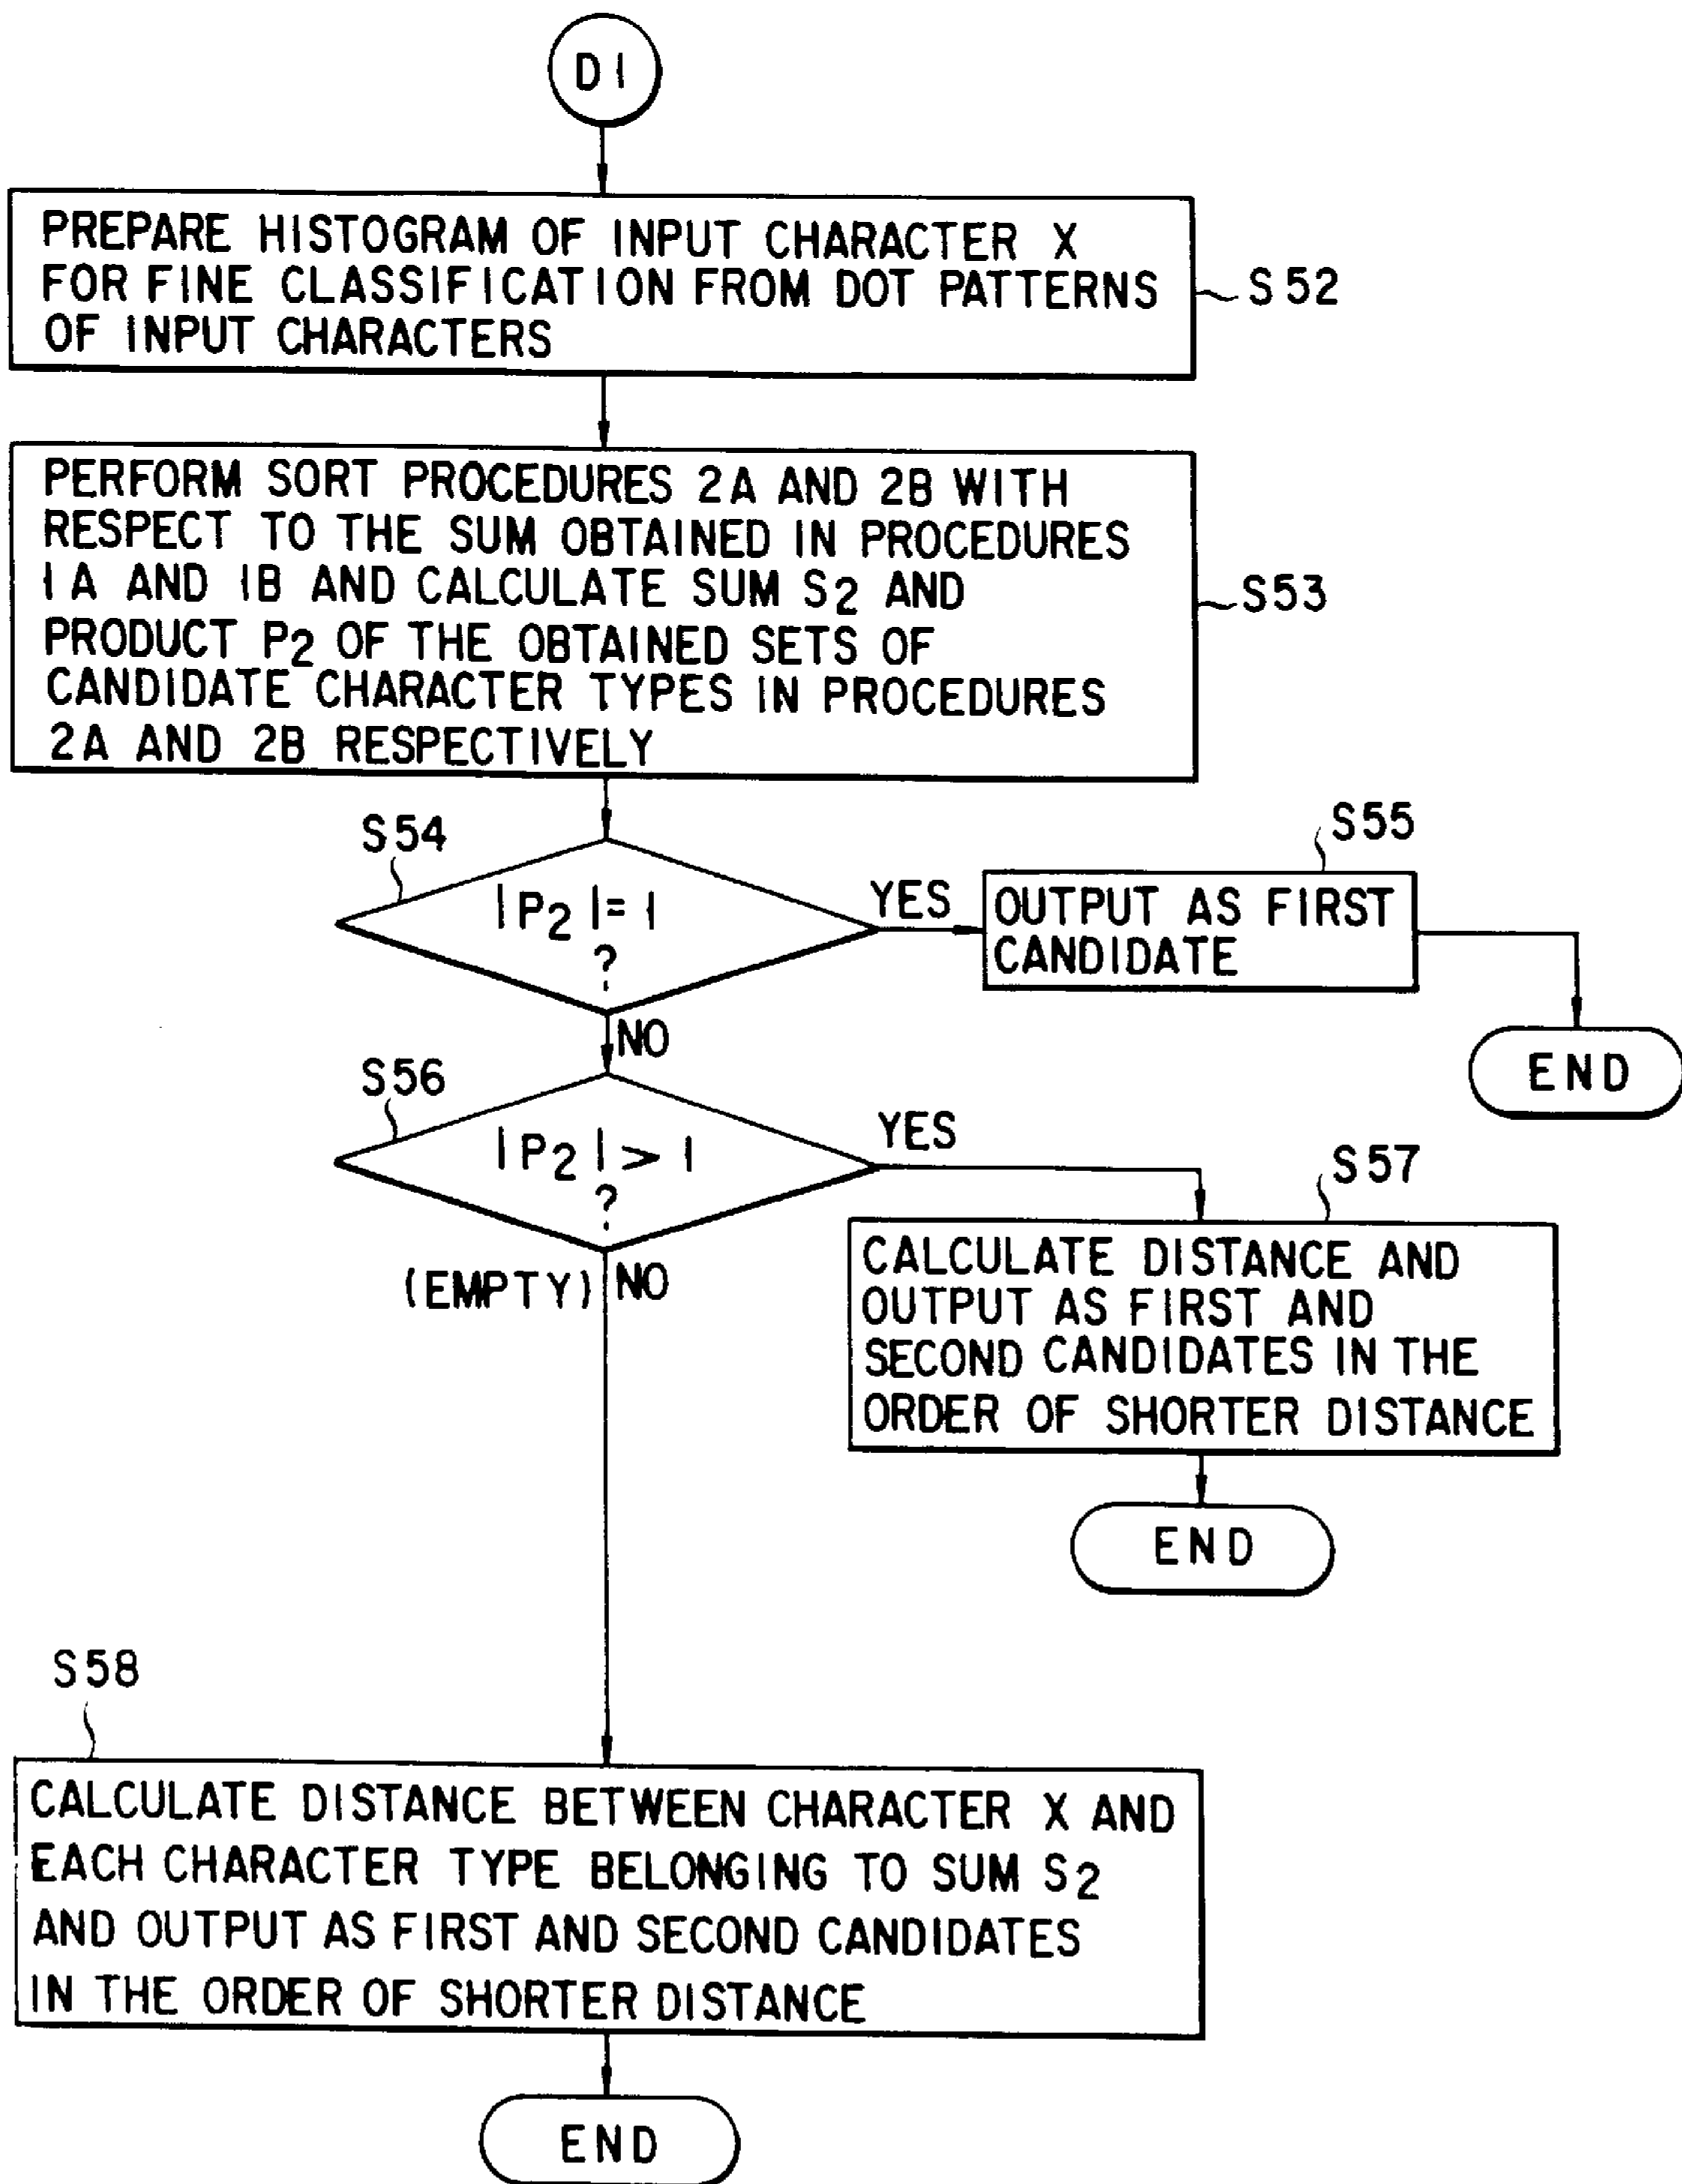 D1
PREPARE HISTOGRAM OF INPUT CHARACTER X
FOR FINE CLASSIFICATION FROM DOT PATTERNS
OF INPUT CHARACTERS
S52
PERFORM SORT PROCEDURES 2A AND 2B WITH
RESPECT TO THE SUM OBTAINED IN PROCEDURES
1A AND 1B AND CALCULATE SUM S2 AND
PRODUCT P2 OF THE OBTAINED SETS OF
CANDIDATE CHARACTER TYPES IN PROCEDURES
2A AND 2B RESPECTIVELY
S53
S54
|P2|=1
?
YES
S55
OUTPUT AS FIRST
CANDIDATE
END
NO
S56
|P2|>1
?
YES
S57
CALCULATE DISTANCE AND
OUTPUT AS FIRST AND
SECOND CANDIDATES IN THE
ORDER OF SHORTER DISTANCE
END
(EMPTY) NO
S58
CALCULATE DISTANCE BETWEEN CHARACTER X AND
EACH CHARACTER TYPE BELONGING TO SUM S2
AND OUTPUT AS FIRST AND SECOND CANDIDATES
IN THE ORDER OF SHORTER DISTANCE
END